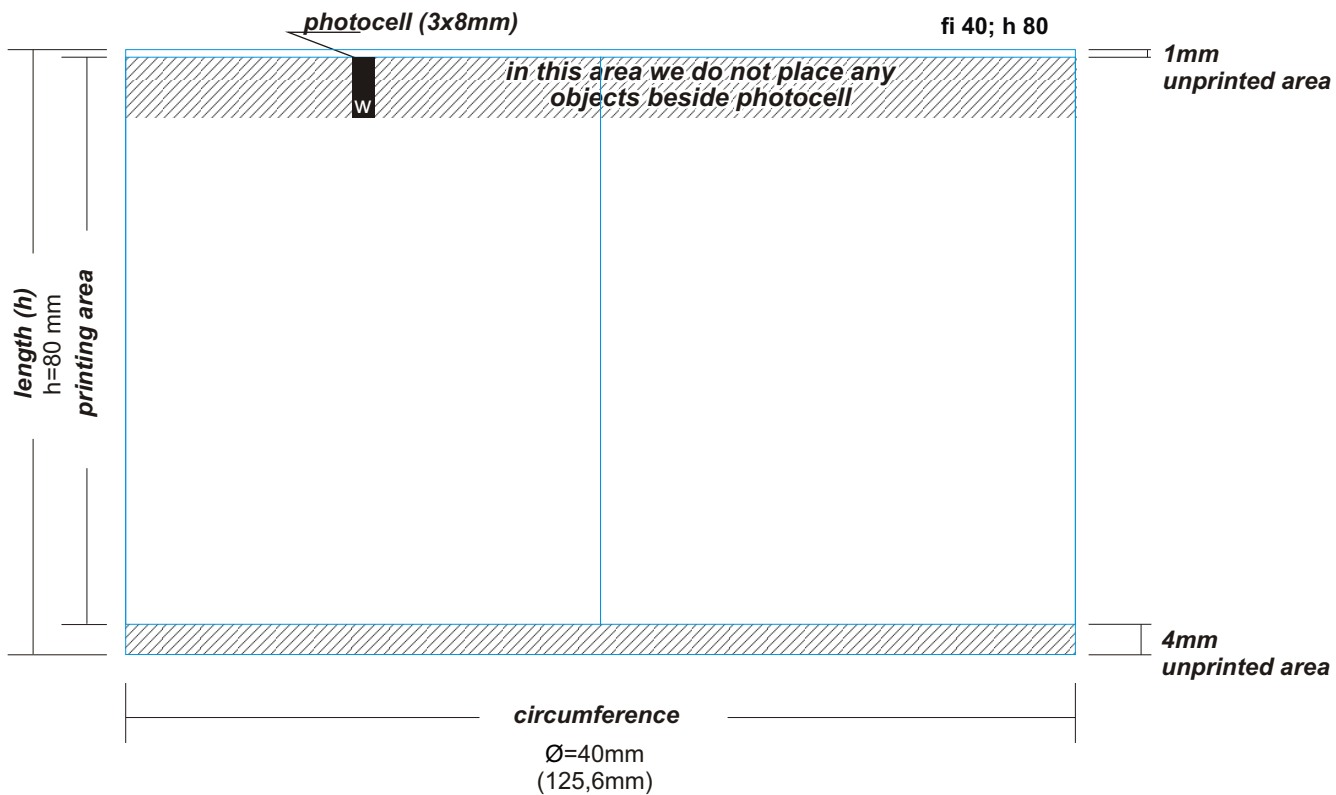 photocell (3x8mm)
fi 40; h 80
1mm
unprinted area
in this area we do not place any
objects beside photocell
W
length (h)
h=80 mm
printing area
4mm
unprinted area
circumference
Ø=40mm
(125,6mm)